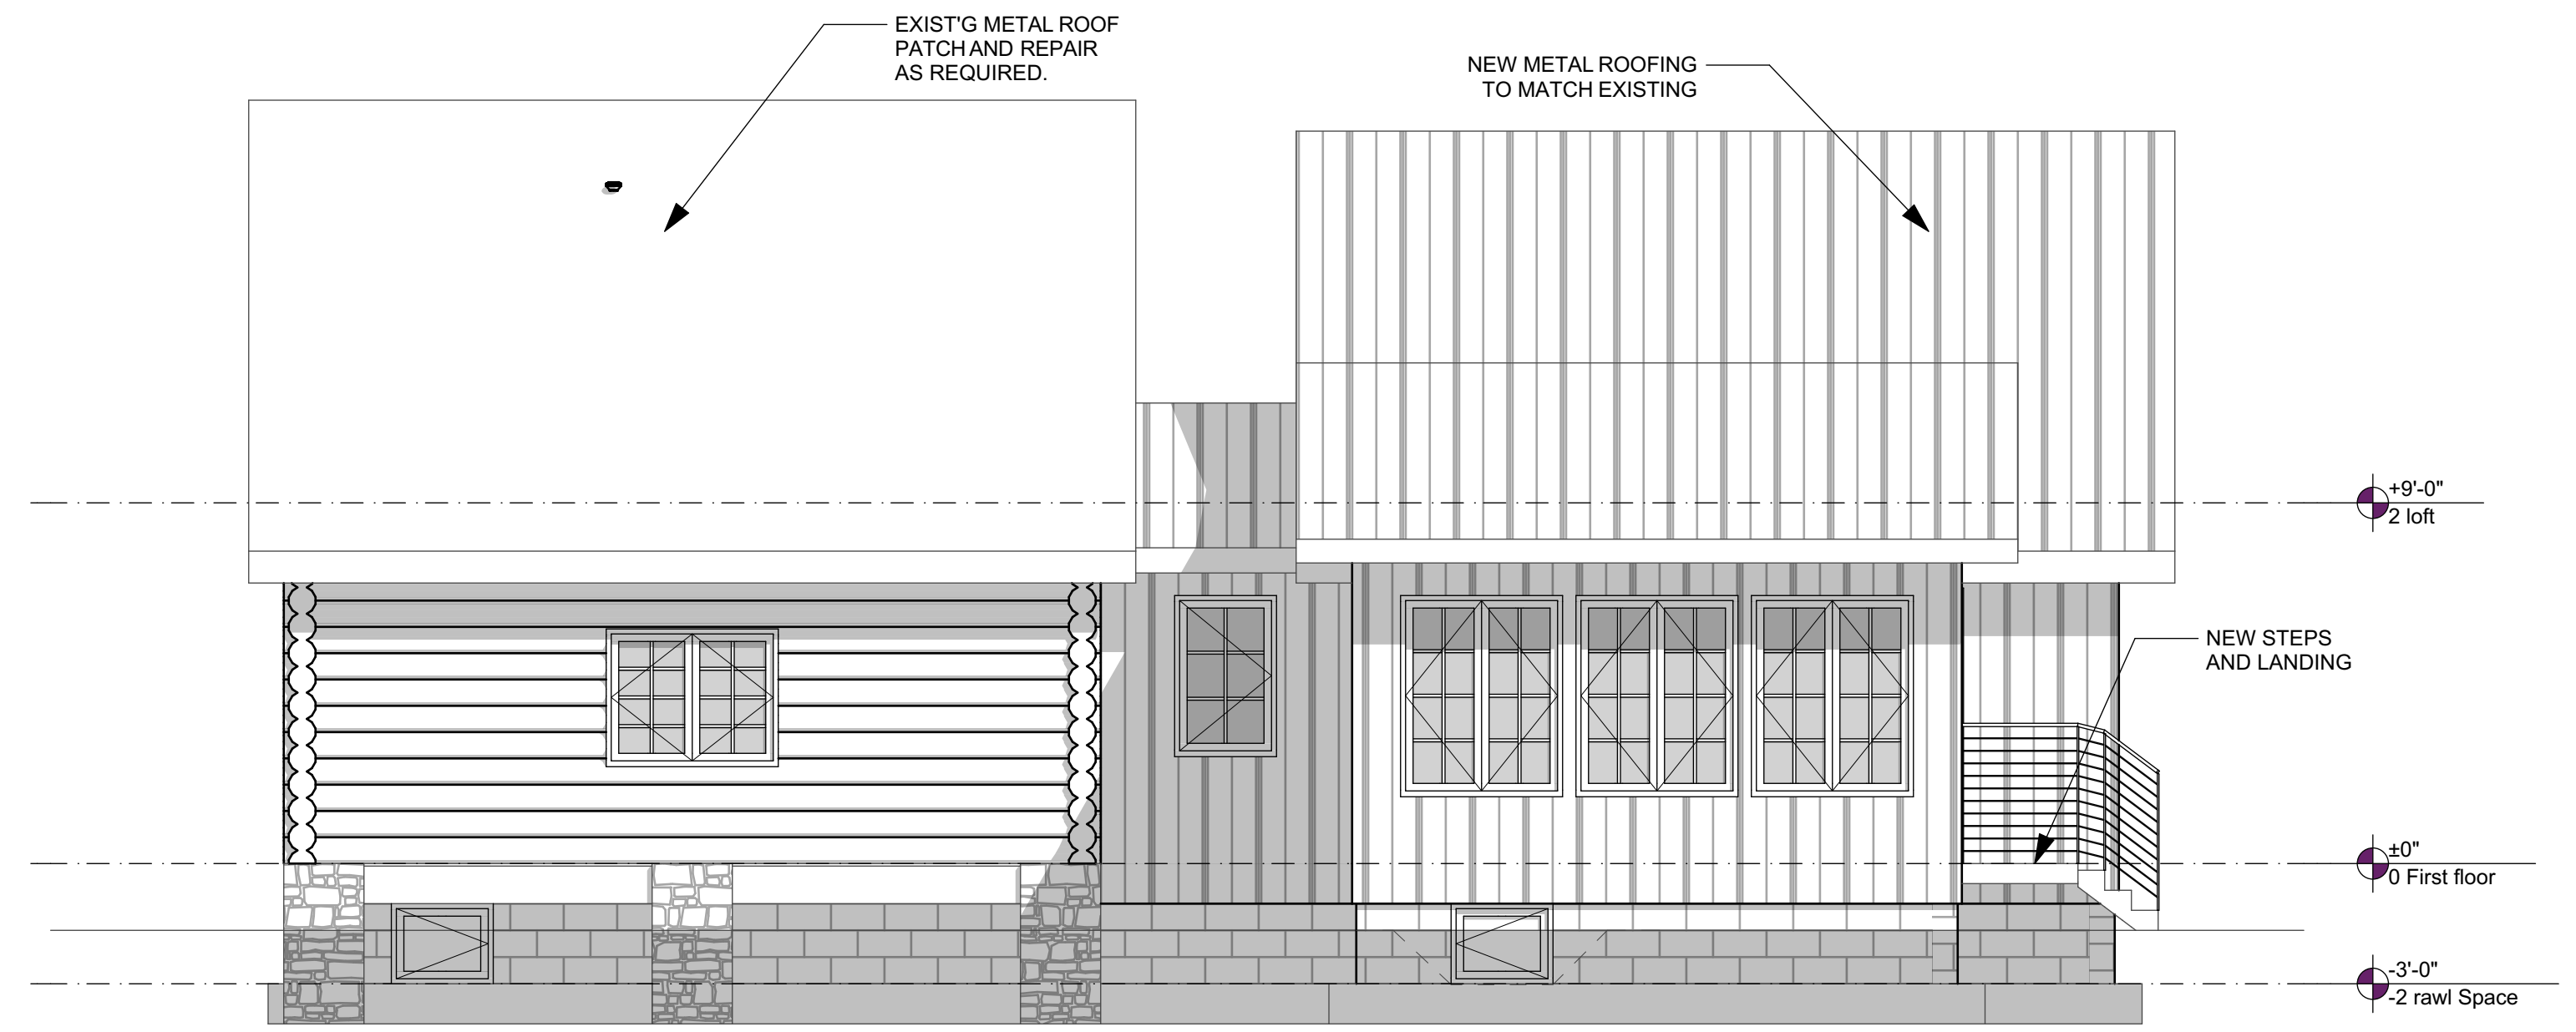 EXIST'G METAL ROOF
PATCH AND REPAIR
AS REQUIRED.
NEW METAL ROOFING
TO MATCH EXISTING
+9'-0"
2 loft
NEW STEPS
AND LANDING
±0"
0 First floor
-3'-0"
-2 rawl Space